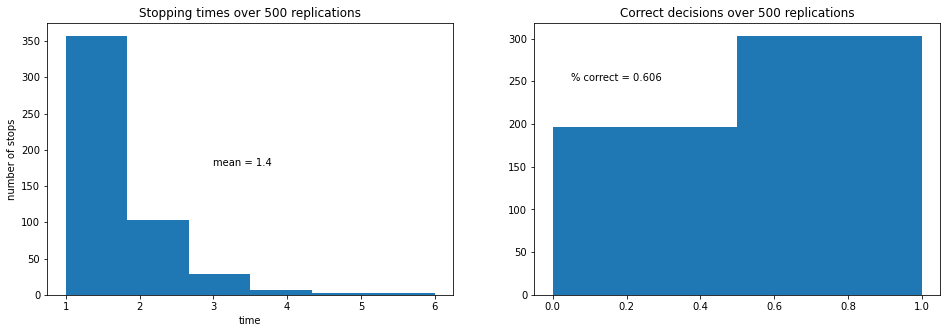 Stopping times over 500 replications
350
300
250
200
150
100
50
0
number of stops
mean = 1.4
1 2 3 4 5 6
time
Correct decisions over 500 replications
300
250
200
150
100
50
0
% correct = 0.606
0.0 0.2 0.4 0.6 0.8 1.0